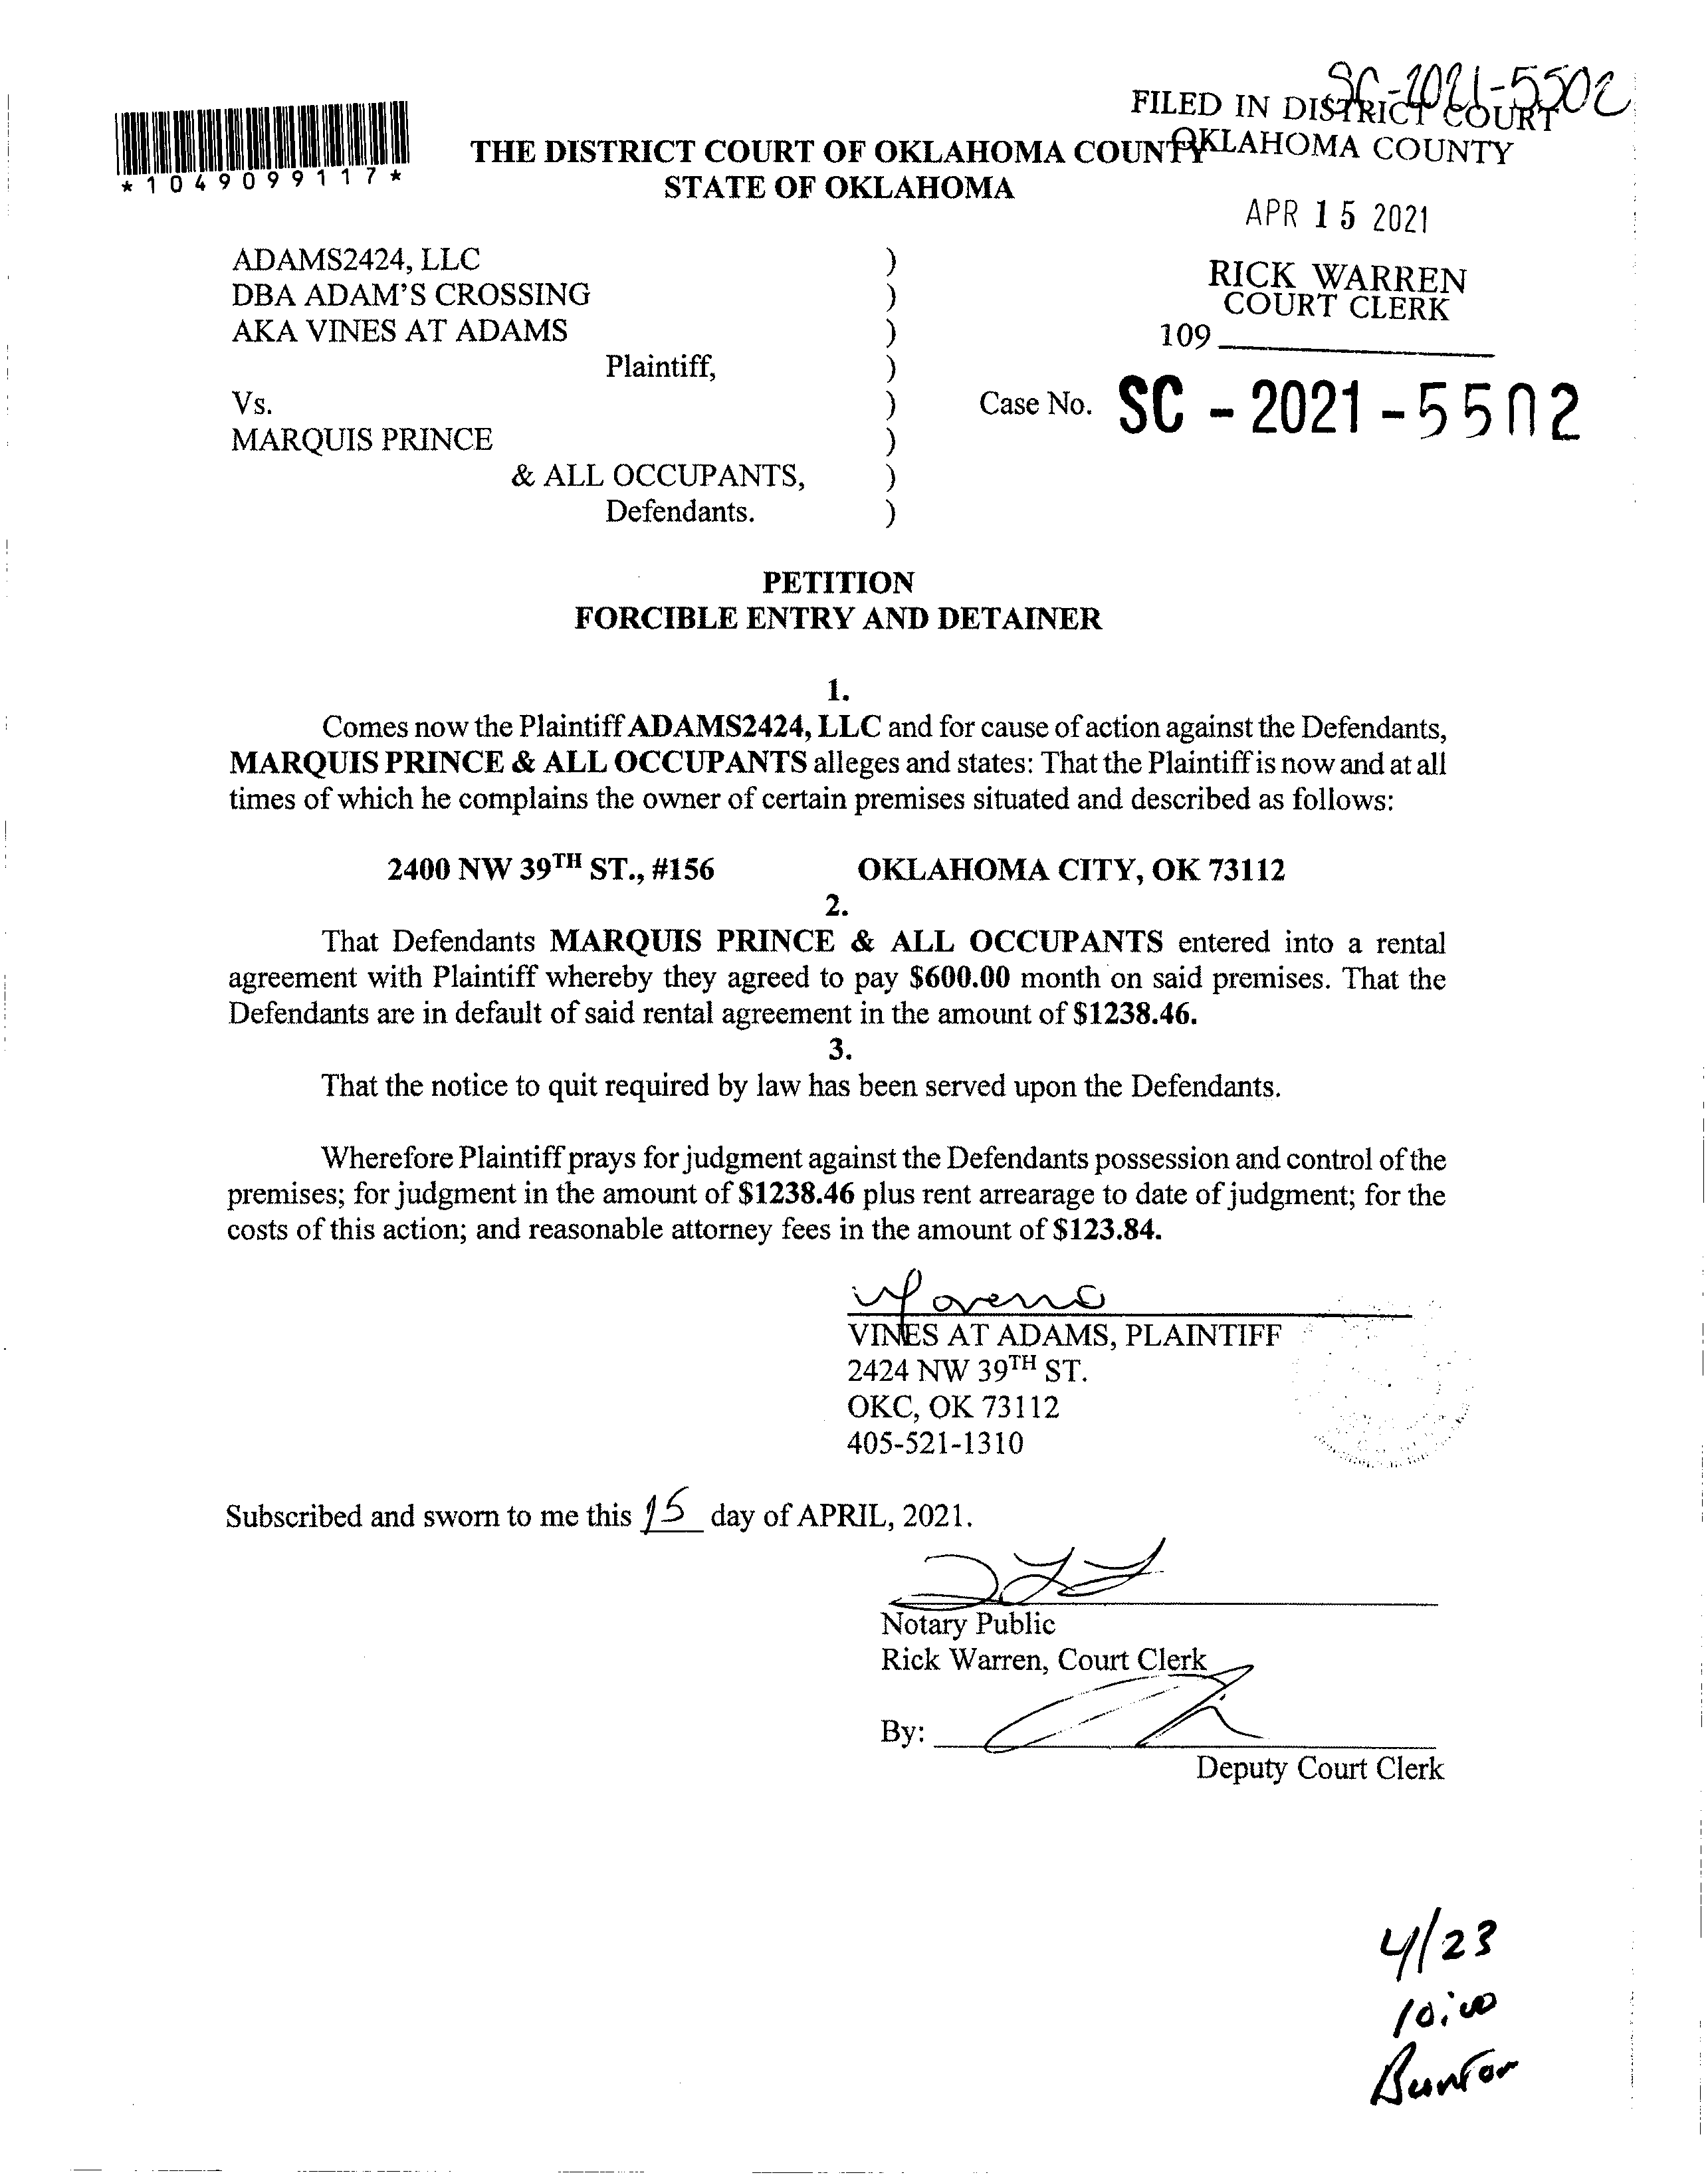 SC-2021-5502
FILED IN DISTRICT COURT
OKLAHOMA COUNTY
*1049099117*
THE DISTRICT COURT OF OKLAHOMA COUNTY
STATE OF OKLAHOMA
APR 15 2021
RICK WARREN
COURT CLERK
109
ADAMS2424, LLC )
DBA ADAM'S CROSSING )
AKA VINES AT ADAMS )
Plaintiff, )
Vs. ) Case No. SC - 2021 - 5502
MARQUIS PRINCE )
& ALL OCCUPANTS, )
Defendants. )
PETITION
FORCIBLE ENTRY AND DETAINER
1.
Comes now the Plaintiff ADAMS2424, LLC and for cause of action against the Defendants,
MARQUIS PRINCE & ALL OCCUPANTS alleges and states: That the Plaintiff is now and at all
times of which he complains the owner of certain premises situated and described as follows:
2400 NW 39TH ST., #156 OKLAHOMA CITY, OK 73112
2.
That Defendants MARQUIS PRINCE & ALL OCCUPANTS entered into a rental
agreement with Plaintiff whereby they agreed to pay $600.00 month on said premises. That the
Defendants are in default of said rental agreement in the amount of $1238.46.
3.
That the notice to quit required by law has been served upon the Defendants.
Wherefore Plaintiff prays for judgment against the Defendants possession and control of the
premises; for judgment in the amount of $1238.46 plus rent arrearage to date of judgment; for the
costs of this action; and reasonable attorney fees in the amount of $123.84.
VINES AT ADAMS, PLAINTIFF
2424 NW 39TH ST.
OKC, OK 73112
405-521-1310
Subscribed and sworn to me this 15 day of APRIL, 2021.
Notary Public
Rick Warren, Court Clerk
By:
Deputy Court Clerk
4/23
10:00